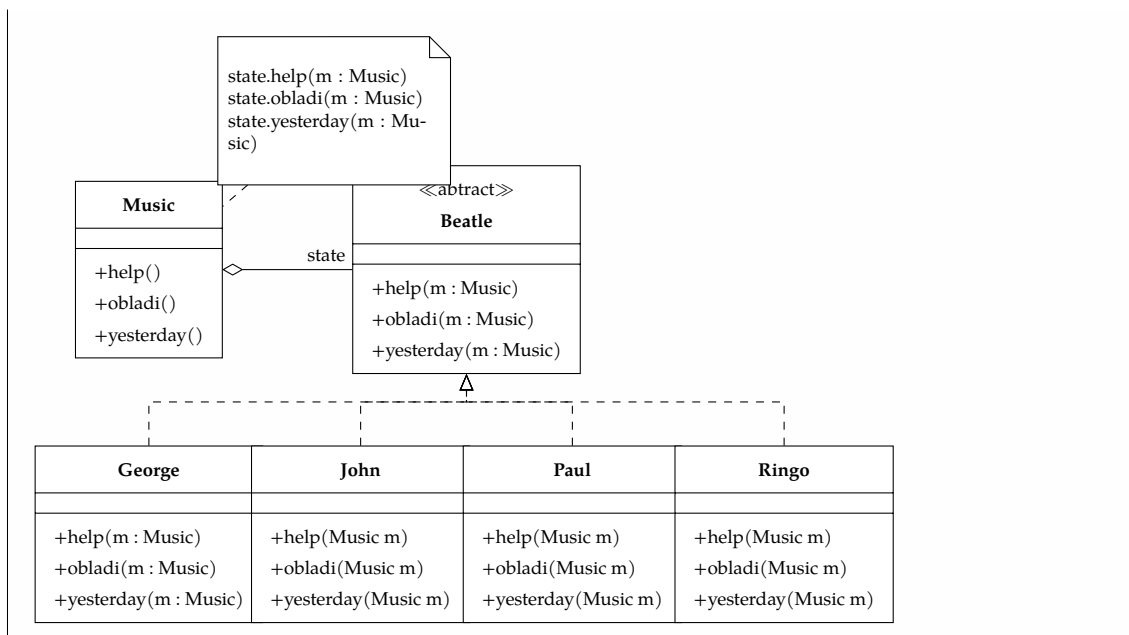 state.help(m : Music)
state.obladi(m : Music)
state.yesterday(m : Mu-
sic)
Music
+help()
+obladi()
+yesterday()
state
≪abtract≫
Beatle
+help(m : Music)
+obladi(m : Music)
+yesterday(m : Music)
George
+help(m : Music)
+obladi(m : Music)
+yesterday(m : Music)
John
+help(Music m)
+obladi(Music m)
+yesterday(Music m)
Paul
+help(Music m)
+obladi(Music m)
+yesterday(Music m)
Ringo
+help(Music m)
+obladi(Music m)
+yesterday(Music m)